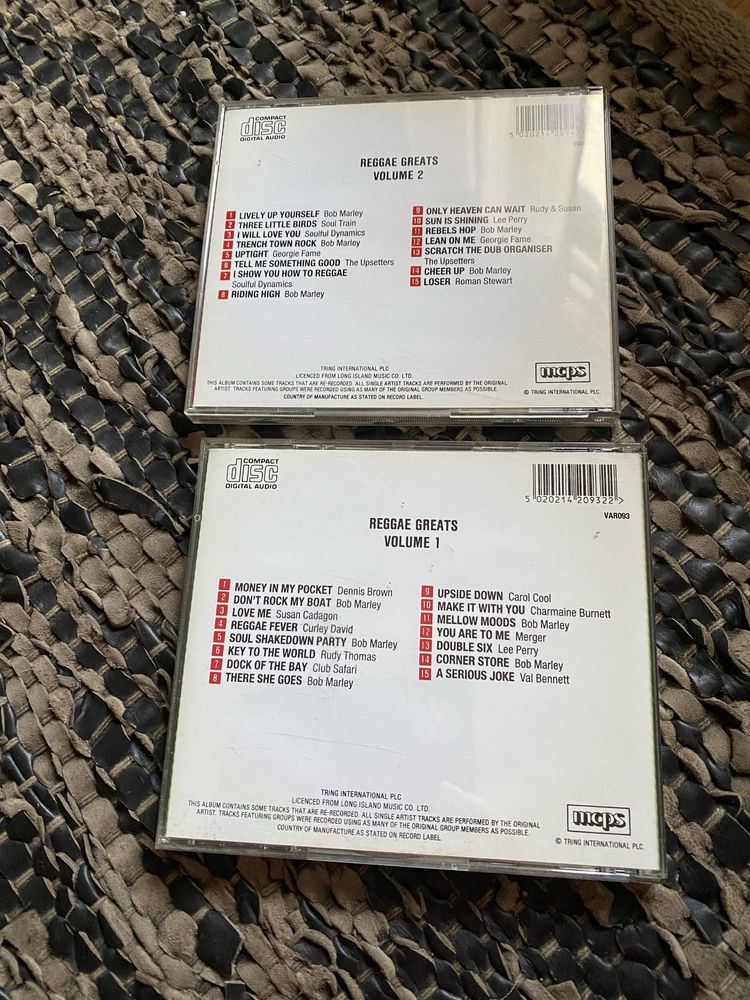 COMPACT
disc
DIGITAL AUDIO
REGGAE GREATS
VOLUME 2
1 LIVELY UP YOURSELF Bob Marley
2 THREE LITTLE BIRDS Soul Train
3 I WILL LOVE YOU Soulful Dynamics
4 TRENCH TOWN ROCK Bob Marley
5 UPTIGHT Georgie Fame
6 TELL ME SOMETHING GOOD The Upsetters
7 I SHOW YOU HOW TO REGGAE
Soulful Dynamics
8 RIDING HIGH Bob Marley
9 ONLY HEAVEN CAN WAIT Rudy & Susan
10 SUN IS SHINING Lee Perry
11 REBELS HOP Bob Marley
12 LEAN ON ME Georgie Fame
13 SCRATCH THE DUB ORGANISER
The Upsetters
14 CHEER UP Bob Marley
15 LOSER Roman Stewart
TRING INTERNATIONAL PLC
LICENCED FROM LONG ISLAND MUSIC CO. LTD.
THIS ALBUM CONTAINS SOME TRACKS THAT ARE RE-RECORDED. ALL SINGLE ARTIST TRACKS ARE PERFORMED BY THE ORIGINAL
ARTIST. TRACKS FEATURING GROUPS WERE RECORDED USING AS MANY OF THE ORIGINAL GROUP MEMBERS AS POSSIBLE.
COUNTRY OF MANUFACTURE AS STATED ON RECORD LABEL.
mcps
© TRING INTERNATIONAL PLC.
COMPACT
disc
DIGITAL AUDIO
5 020214 209322 >
VAR093
REGGAE GREATS
VOLUME 1
1 MONEY IN MY POCKET Dennis Brown
2 DON'T ROCK MY BOAT Bob Marley
3 LOVE ME Susan Cadagon
4 REGGAE FEVER Curley David
5 SOUL SHAKEDOWN PARTY Bob Marley
6 KEY TO THE WORLD Rudy Thomas
7 DOCK OF THE BAY Club Safari
8 THERE SHE GOES Bob Marley
9 UPSIDE DOWN Carol Cool
10 MAKE IT WITH YOU Charmaine Burnett
11 MELLOW MOODS Bob Marley
12 YOU ARE TO ME Merger
13 DOUBLE SIX Lee Perry
14 CORNER STORE Bob Marley
15 A SERIOUS JOKE Val Bennett
TRING INTERNATIONAL PLC
LICENCED FROM LONG ISLAND MUSIC CO. LTD.
THIS ALBUM CONTAINS SOME TRACKS THAT ARE RE-RECORDED. ALL SINGLE ARTIST TRACKS ARE PERFORMED BY THE ORIGINAL
ARTIST. TRACKS FEATURING GROUPS WERE RECORDED USING AS MANY OF THE ORIGINAL GROUP MEMBERS AS POSSIBLE.
COUNTRY OF MANUFACTURE AS STATED ON RECORD LABEL.
mcps
© TRING INTERNATIONAL PLC.